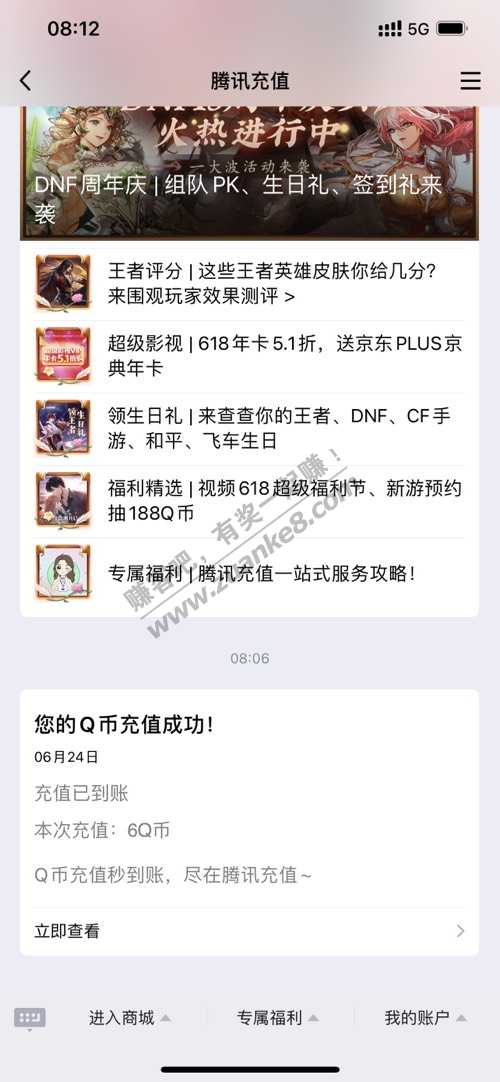 08:12
5G
腾讯充值
火热进行中
一大波活动来袭
DNF周年庆 | 组队PK、生日礼、签到礼来
袭
王者评分 | 这些王者英雄皮肤你给几分?
来围观玩家效果测评 >
超级影视 | 618年卡5.1折，送京东PLUS京
典年卡
领生日礼 | 来查查你的王者、DNF、CF手
游、和平、飞车生日
福利精选 | 视频618超级福利节、新游预约
抽188Q币
专属福利 | 腾讯充值一站式服务攻略!
赚客吧，有奖一起赚！
www.zuanke8.com
08:06
您的Q币充值成功!
06月24日
充值已到账
本次充值：6Q币
Q币充值秒到账，尽在腾讯充值~
立即查看
进入商城
专属福利
我的账户